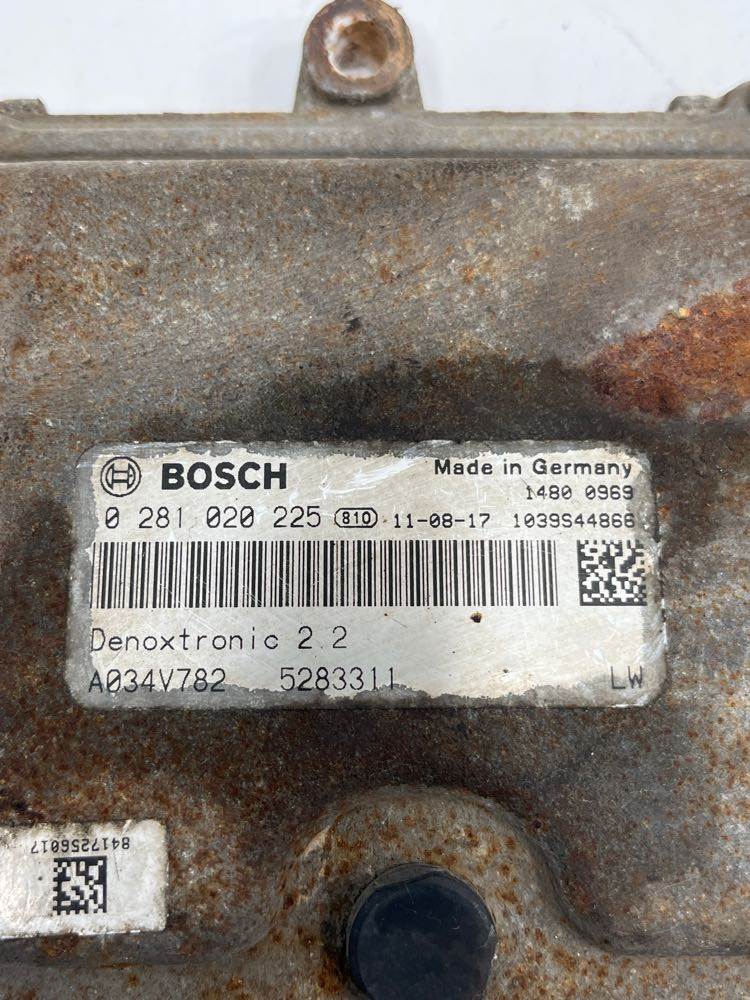 BOSCH Made in Germany
1480 0969
0 281 020 225 810 11-08-17 1039S44866
Denoxtronic 2.2
A034V782 5283311 LW
8417256017